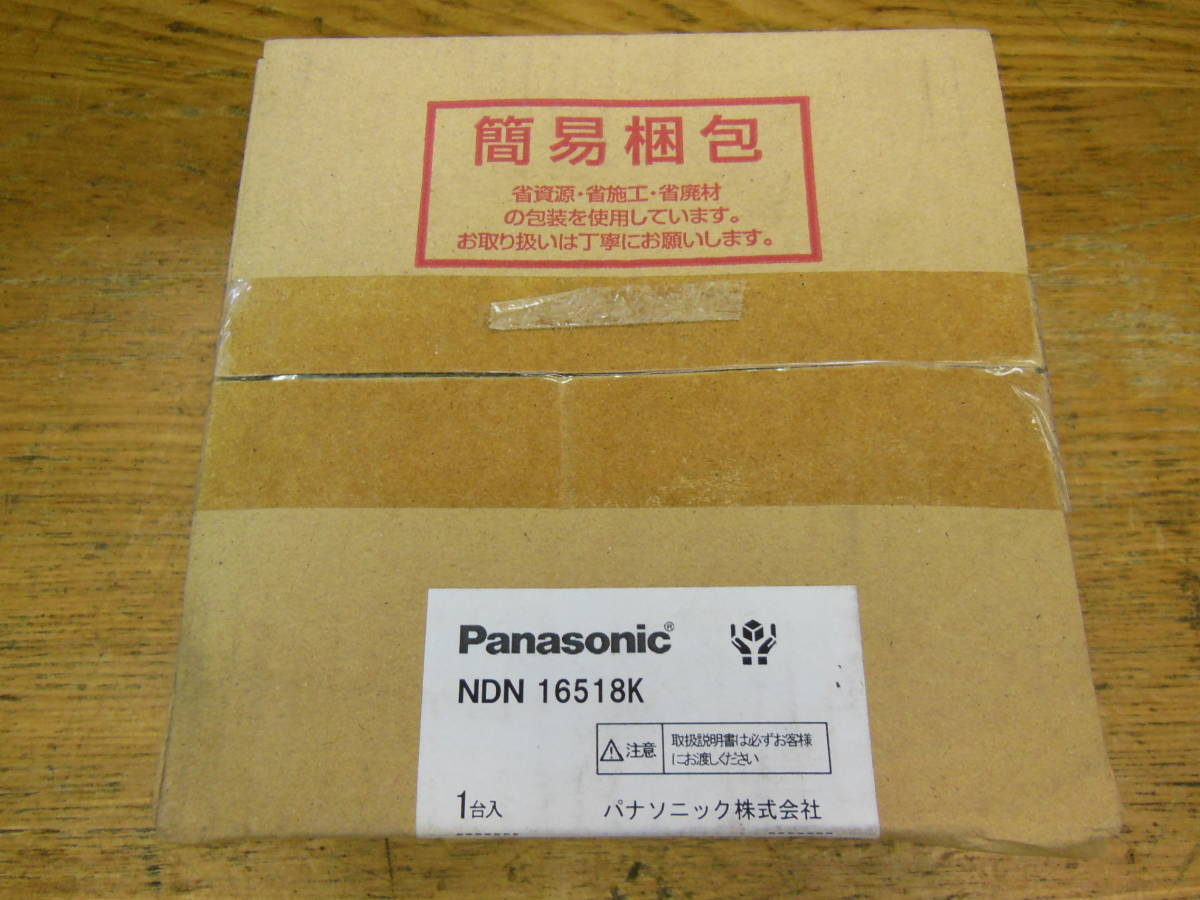 簡易梱包
省資源・省施工・省廃材
の包装を使用しています。
お取り扱いは丁寧にお願いします。
Panasonic®
NDN 16518K
注意
取扱説明書は必ずお客様
にお渡しください
1台入
パナソニック株式会社